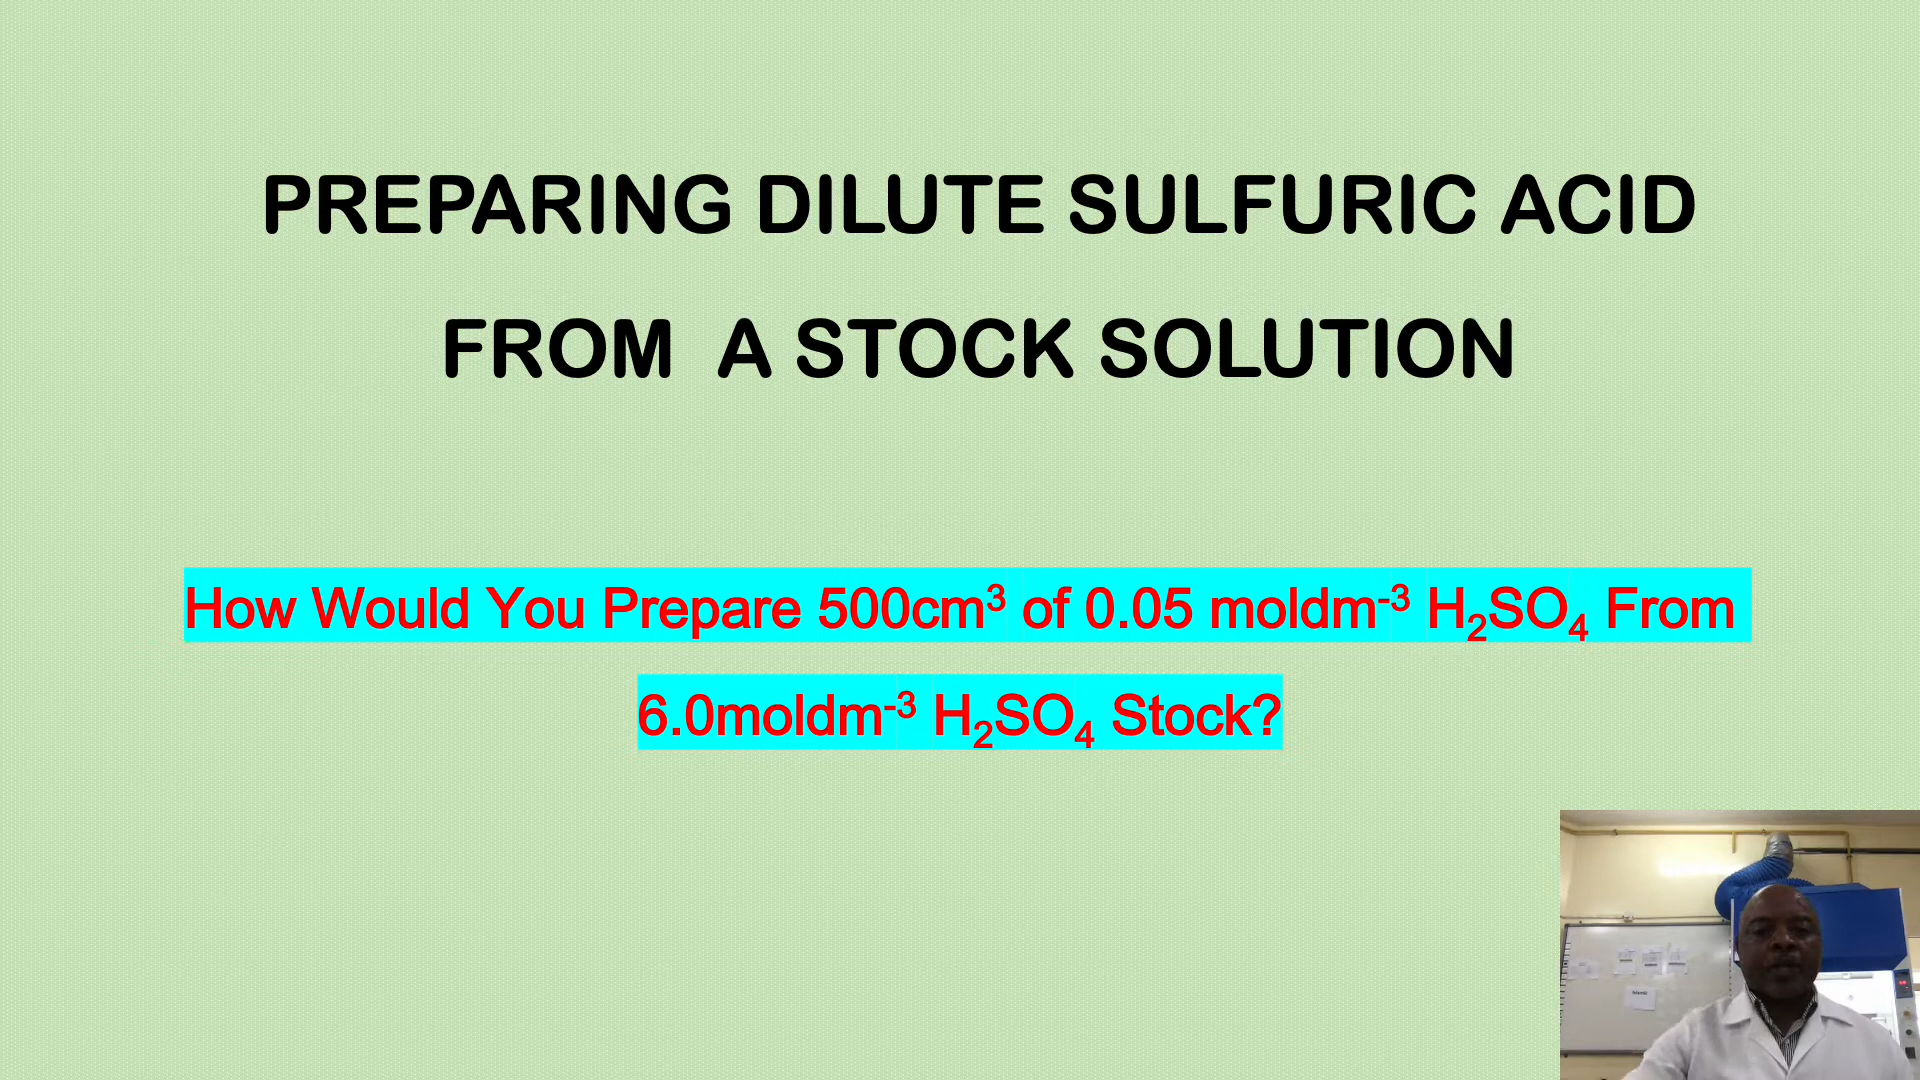 PREPARING DILUTE SULFURIC ACID
FROM A STOCK SOLUTION
How Would You Prepare 500cm³ of 0.05 moldm⁻³ H₂SO₄ From
6.0moldm⁻³ H₂SO₄ Stock?